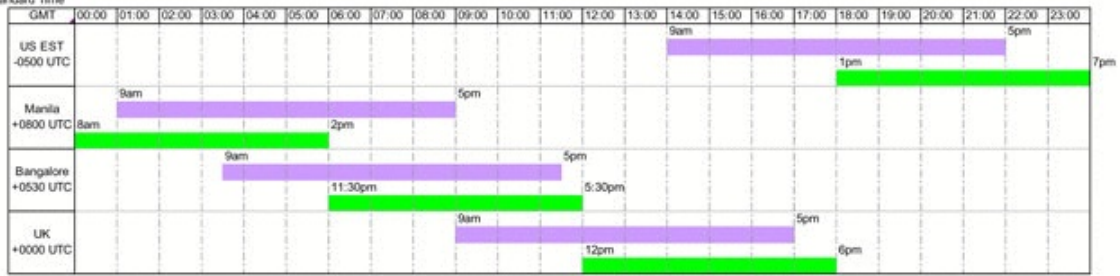 GMT 00:00 01:00 02:00 03:00 04:00 05:00 06:00 07:00 08:00 09:00 10:00 11:00 12:00 13:00 14:00 15:00 16:00 17:00 18:00 19:00 20:00 21:00 22:00 23:00
9am 5pm
US EST
-0500 UTC
1pm 7pm
9am 5pm
Manila
+0800 UTC
8am 2pm
9am 5pm
Bangalore
+0530 UTC
11:30pm 5:30pm
9am 5pm
UK
+0000 UTC
12pm 6pm